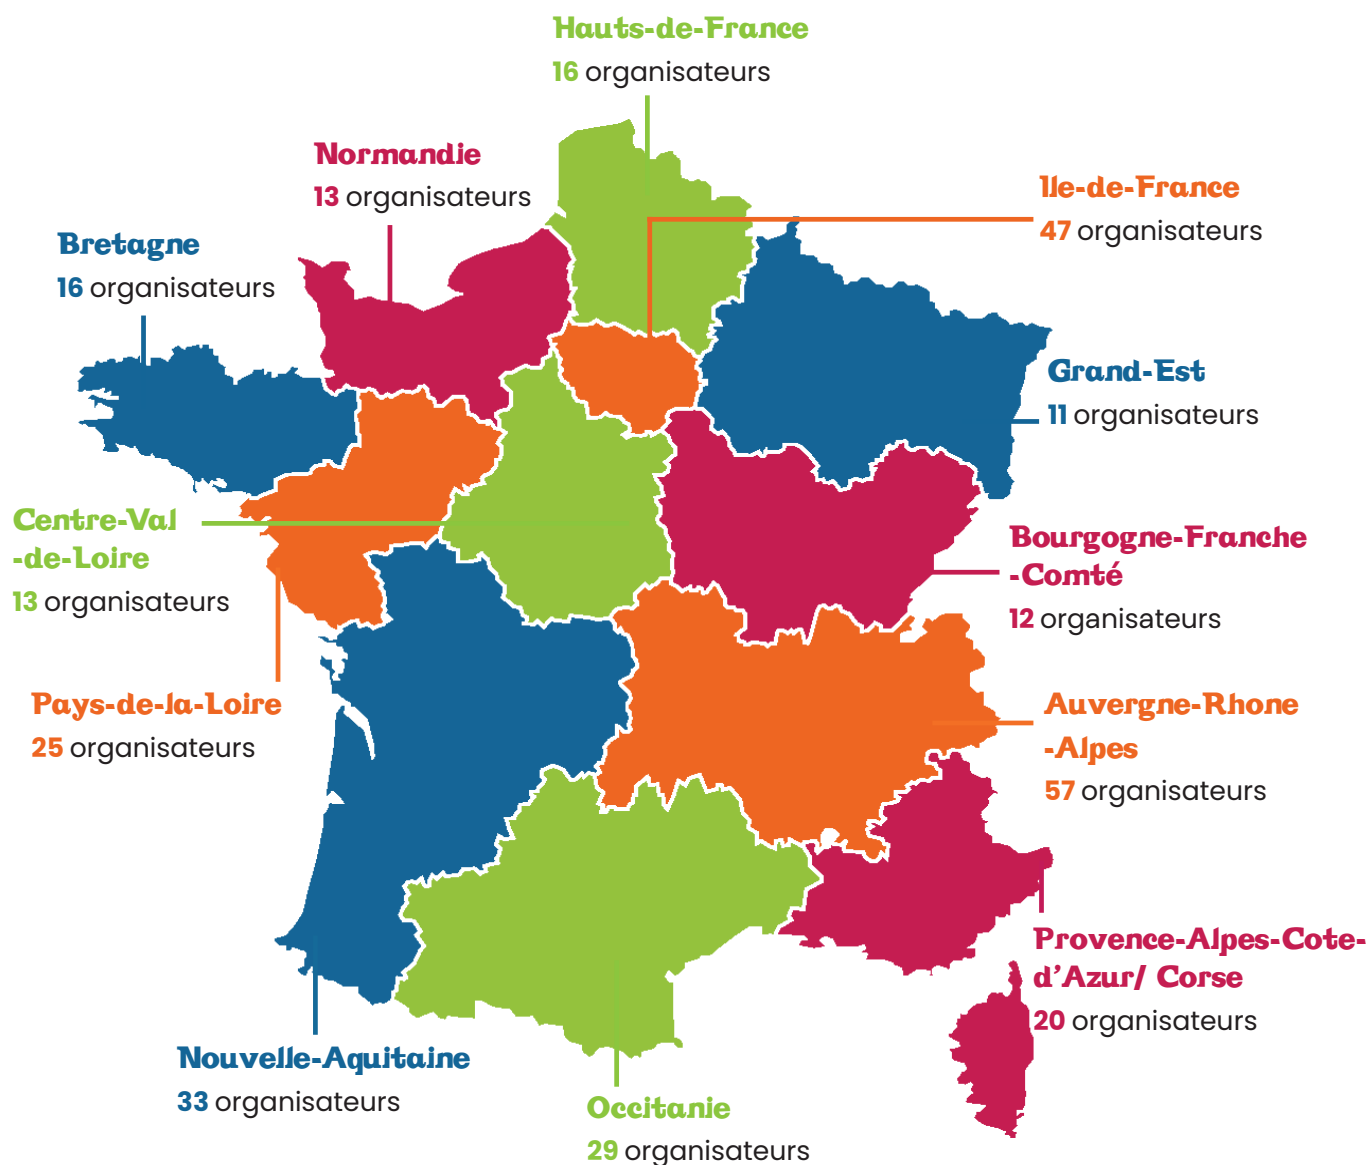 Hauts-de-France
16 organisateurs
Normandie
13 organisateurs
Ile-de-France
47 organisateurs
Bretagne
16 organisateurs
Grand-Est
11 organisateurs
Centre-Val
-de-Loire
13 organisateurs
Bourgogne-Franche
-Comté
12 organisateurs
Pays-de-la-Loire
25 organisateurs
Auvergne-Rhone
-Alpes
57 organisateurs
Provence-Alpes-Cote-
d'Azur/ Corse
20 organisateurs
Nouvelle-Aquitaine
33 organisateurs
Occitanie
29 organisateurs